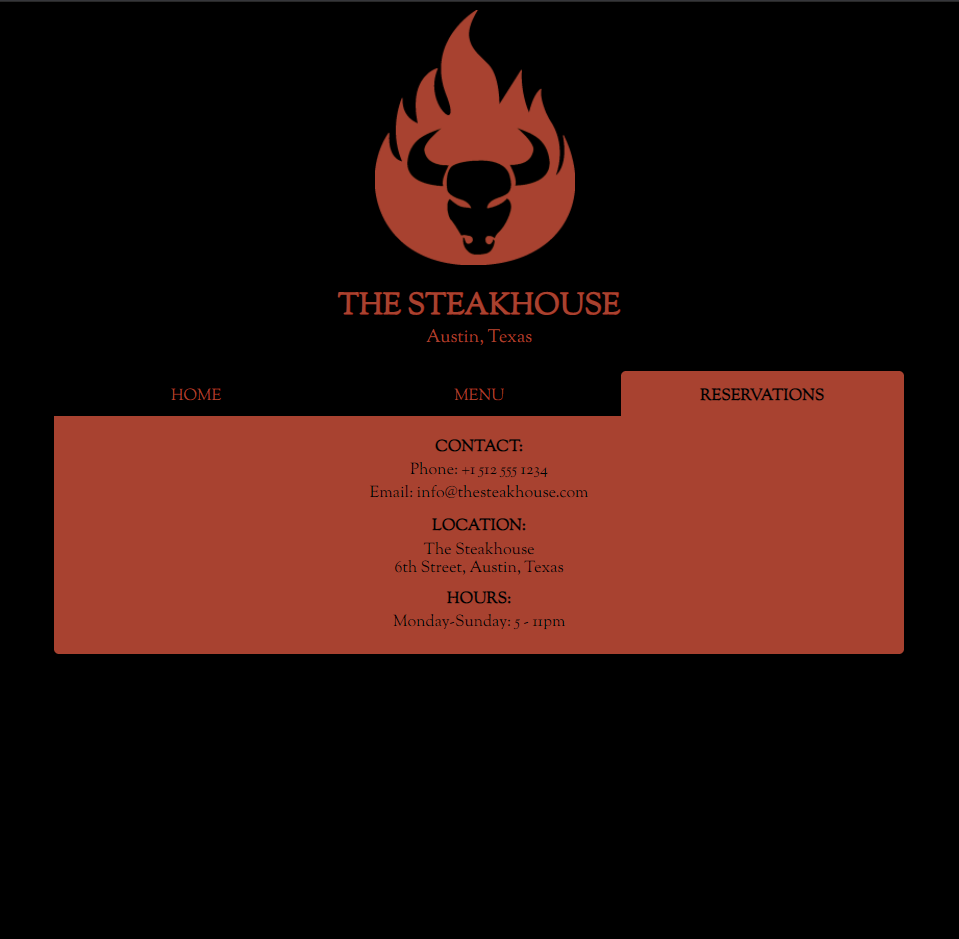 THE STEAKHOUSE
Austin, Texas
HOME MENU RESERVATIONS
CONTACT:
Phone: +1 512 555 1234
Email: info@thesteakhouse.com
LOCATION:
The Steakhouse
6th Street, Austin, Texas
HOURS:
Monday-Sunday: 5 - 11pm